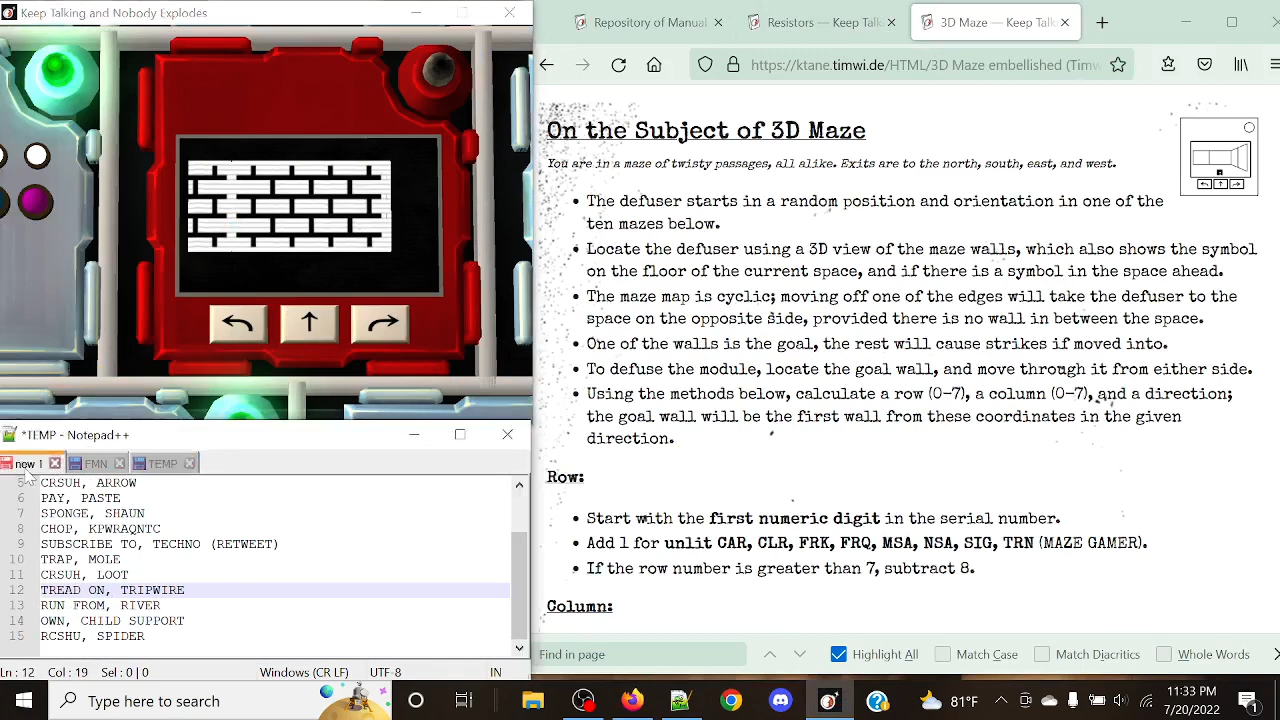 Keep Talking and Nobody Explodes
*TEMP - Notepad++
new 1
FMN
TEMP
5 CRSUH, ARROW
6 PAY, PASTE
7 SPONGE, SHAUN
8 CHOP, KPWRAQNTC
9 SUBSCRIBE TO, TECHNO (RETWEET)
10 TRAP, MOLE
11 CRSUH, LOOT
12 TREAD ON, TRIPWIRE
13 RUN FROM, RIVER
14 OWN, CHILD SUPPORT
15 RCSHU, SPIDER
Ln: 12 Col: 19 Sel: 0 | 0 Windows (CR LF) UTF-8 IN
Repository of Manual
resistors — Keep Talk
3D Maze — Keep Talk
https://ktane.timwi.de/HTML/3D Maze embellished (Timw
On the Subject of 3D Maze
You are in a maze of twisty passages, all alike. Exits are to the north, south, east, and west.
• The defuser starts in a random position and orientation in one of the
ten mazes below.
• Locate the defuser using a 3D view of the maze walls, which also shows the symbol
on the floor of the current space, and if there is a symbol in the space ahead.
• The maze map is cyclic; moving off one of the edges will take the defuser to the
space on the opposite side, provided there is no wall in between the space.
• One of the walls is the goal, the rest will cause strikes if moved into.
• To defuse the module, locate the goal wall, and move through it from either side.
• Using the methods below, calculate a row (0-7), a column (0-7), and a direction;
the goal wall will be the first wall from these coordinates in the given
direction.
Row:
• Start with the first numeric digit in the serial number.
• Add 1 for unlit CAR, CLR, FRK, FRQ, MSA, NSA, SIG, TRN (MAZE GAMER).
• If the row number is greater than 7, subtract 8.
Column:
Find in page
Highlight All
Match Case
Match Diacritics
Whole Words
Type here to search
81°F
11:33 PM
7/20/2022